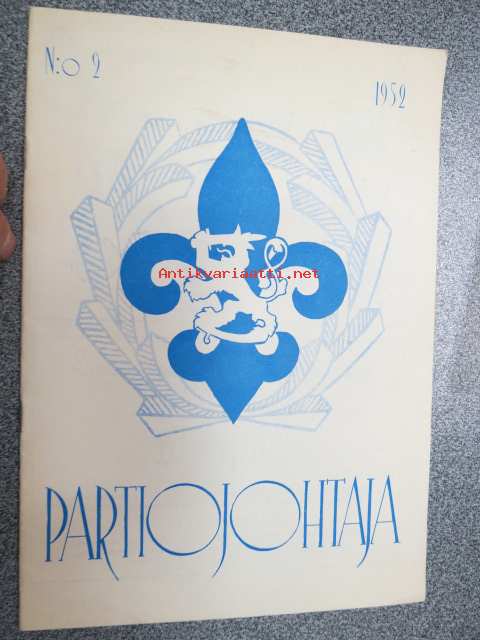 N:o 2
1952
Antikvariaatti.net
PARTIOJOHTAJA